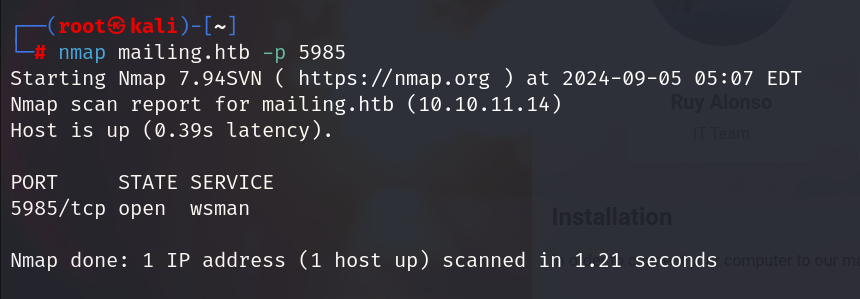 ┌──(root㉿kali)-[~]
└─# nmap mailing.htb -p 5985
Starting Nmap 7.94SVN ( https://nmap.org ) at 2024-09-05 05:07 EDT
Nmap scan report for mailing.htb (10.10.11.14)
Host is up (0.39s latency).
Ruy Alonso
IT Team
PORT     STATE SERVICE
5985/tcp open  wsman
Installation
Nmap done: 1 IP address (1 host up) scanned in 1.21 seconds
computer to our